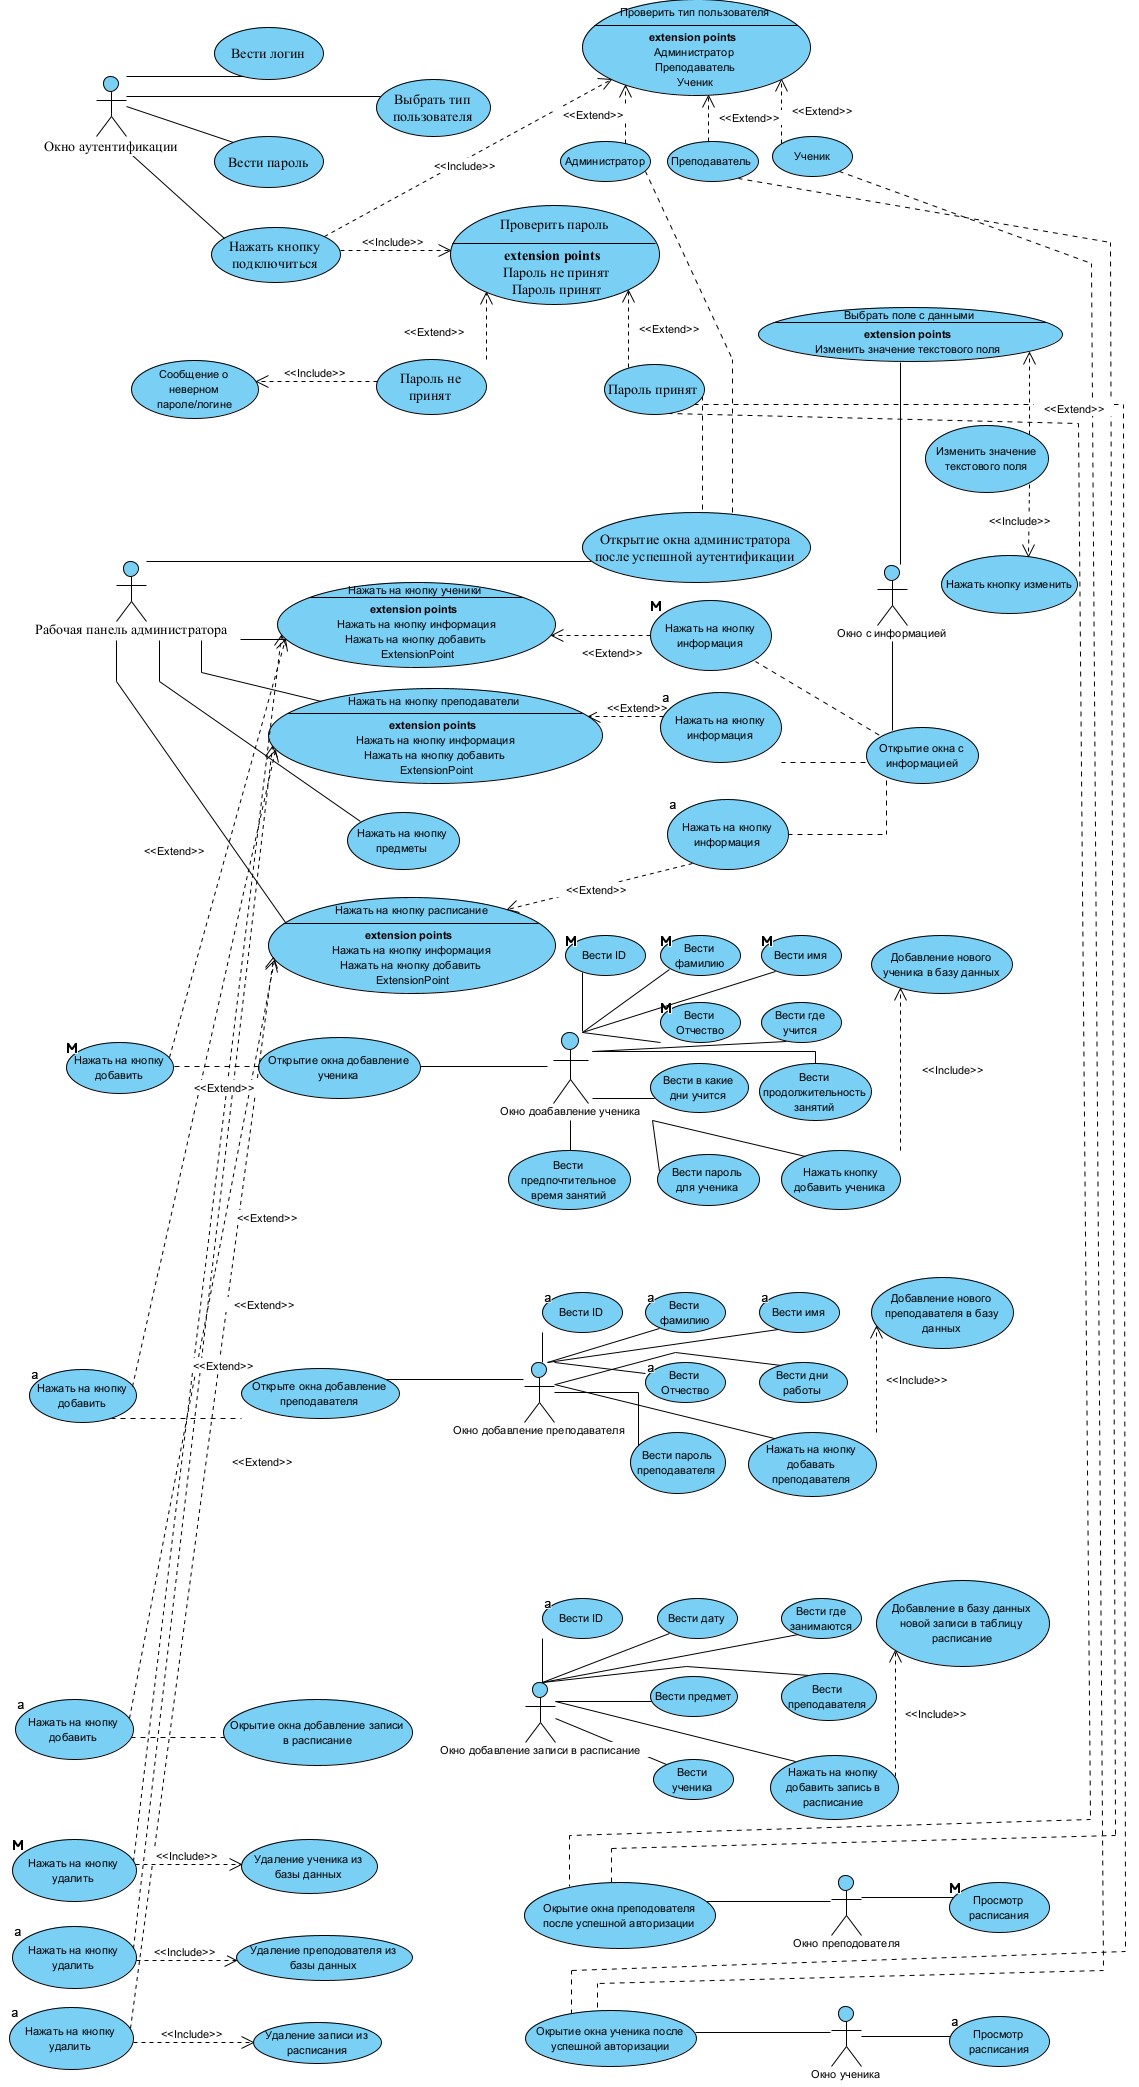 Проверить тип пользователя
extension points
Администратор
Преподаватель
Ученик
Вести логин
Выбрать тип
пользователя
Окно аутентификации
Вести пароль
<<Include>>
<<Extend>>
<<Extend>>
<<Extend>>
Администратор
Преподаватель
Ученик
Нажать кнопку
подключиться
<<Include>>
Проверить пароль
extension points
Пароль не принят
Пароль принят
<<Extend>>
<<Extend>>
Выбрать поле с данными
extension points
Изменить значение текстового поля
Сообщение о
неверном
пароле/логине
<<Include>>
Пароль не
принят
Пароль принят
<<Extend>>
Изменить значение
текстового поля
<<Include>>
Нажать кнопку изменить
Открытие окна администратора
после успешной аутентификации
Рабочая панель администратора
Нажать на кнопку ученики
extension points
Нажать на кнопку информация
Нажать на кнопку добавить
ExtensionPoint
<<Extend>>
M
Нажать на кнопку
информация
Окно с информацией
Нажать на кнопку преподаватели
extension points
Нажать на кнопку информация
Нажать на кнопку добавить
ExtensionPoint
<<Extend>>
a
Нажать на кнопку
информация
Открытие окна с
информацией
Нажать на кнопку
предметы
a
Нажать на кнопку
информация
<<Extend>>
<<Extend>>
Нажать на кнопку расписание
extension points
Нажать на кнопку информация
Нажать на кнопку добавить
ExtensionPoint
M
Вести ID
M
Вести
фамилию
M
Вести имя
Добавление нового
ученика в базу данных
M
Вести
Отчество
Вести где
учится
M
Нажать на кнопку
добавить
Открытие окна добавление
ученика
<<Extend>>
Окно доабавление ученика
Вести в какие
дни учится
Вести
продолжительность
занятий
<<Include>>
Вести
предпочтительное
время занятий
Вести пароль
для ученика
Нажать кнопку
добавить ученика
<<Extend>>
<<Extend>>
a
Вести ID
a
Вести
фамилию
a
Вести имя
Добавление нового
преподавателя в базу
данных
<<Extend>>
a
Нажать на кнопку
добавить
Открыте окна добавление
преподавателя
a
Вести
Отчество
Вести дни
работы
<<Include>>
Окно добавление преподавателя
Вести пароль
преподавателя
Нажать на кнопку
добавать
преподавателя
<<Extend>>
a
Вести ID
Вести дату
Вести где
занимаются
Добавление в базу данных
новой записи в таблицу
расписание
Вести предмет
Вести
преподавателя
<<Include>>
a
Нажать на кнопку
добавить
Окрытие окна добавление записи
в расписание
Окно добавление записи в расписание
Вести
ученика
Нажать на кнопку
добавить запись в
расписание
M
Нажать на кнопку
удалить
<<Include>>
Удаление ученика из
базы данных
Окрытие окна преподавателя
после успешной авторизации
Окно преподователя
M
Просмотр
расписания
a
Нажать на кнопку
удалить
<<Include>>
Удаление преподователя из
базы данных
a
Нажать на кнопку
удалить
<<Include>>
Удаление записи из
расписания
Окрытие окна ученика после
успешной авторизации
Окно ученика
a
Просмотр
расписания